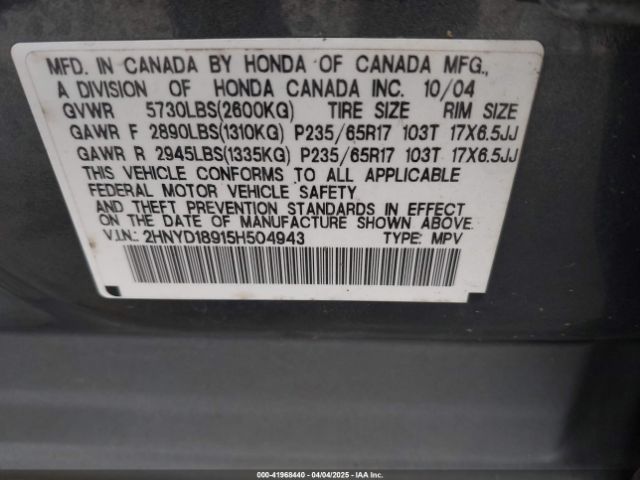 MFD. IN CANADA BY HONDA OF CANADA MFG.,
A DIVISION OF HONDA CANADA INC. 10/04
GVWR 5730LBS(2600KG) TIRE SIZE RIM SIZE
GAWR F 2890LBS(1310KG) P235/65R17 103T 17X6.5JJ
GAWR R 2945LBS(1335KG) P235/65R17 103T 17X6.5JJ
THIS VEHICLE CONFORMS TO ALL APPLICABLE
FEDERAL MOTOR VEHICLE SAFETY
AND THEFT PREVENTION STANDARDS IN EFFECT
ON THE DATE OF MANUFACTURE SHOWN ABOVE.
V.I.N.: 2HNYD18915H504943 TYPE: MPV
000-41968440 - 04/04/2025 - IAA Inc.